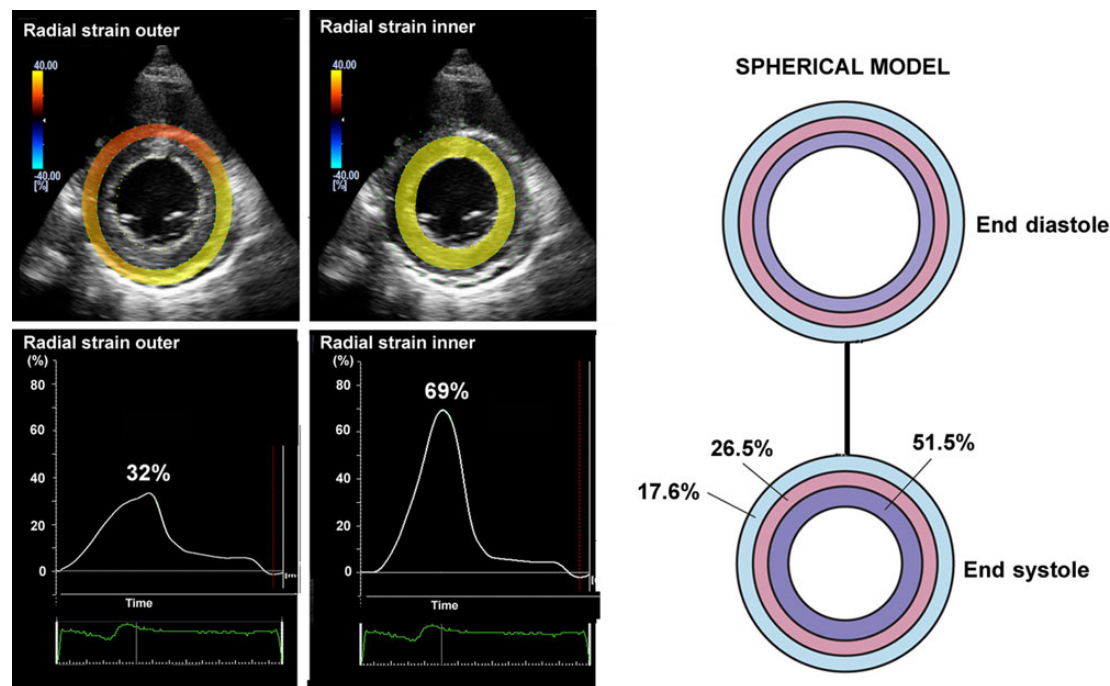 Radial strain outer
40.00
-40.00
[%]
Radial strain inner
40.00
-40.00
[%]
Radial strain outer
(%)
80
60
40
20
0
32%
Time
Radial strain inner
(%)
80
60
40
20
0
69%
Time
SPHERICAL MODEL
End diastole
26.5%
51.5%
17.6%
End systole